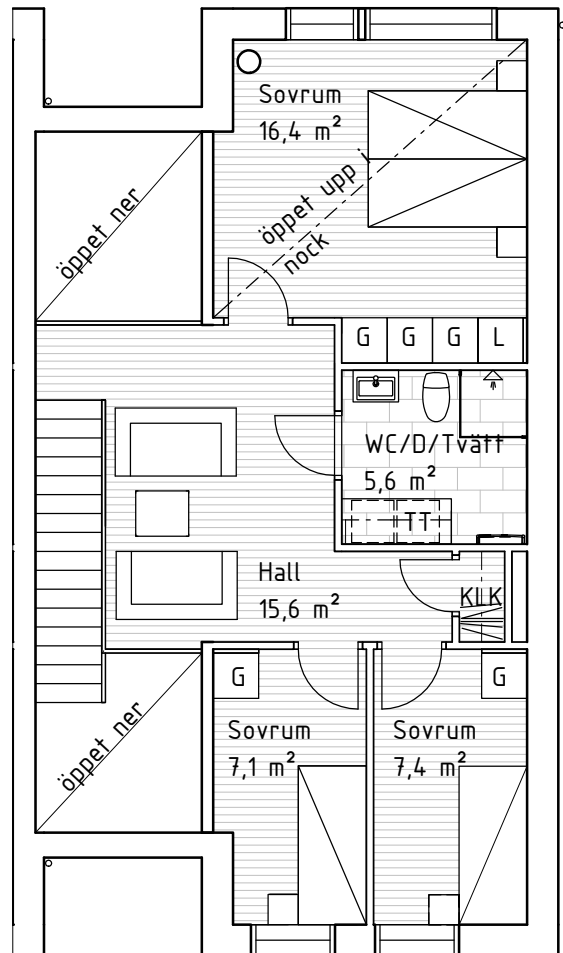 Sovrum
16,4 m²
öppet upp i
nock
öppet ner
G G G L
WC/D/Tvätt
5,6 m²
TT
Hall
15,6 m²
KLK
G
G
Sovrum
7,1 m²
Sovrum
7,4 m²
öppet ner